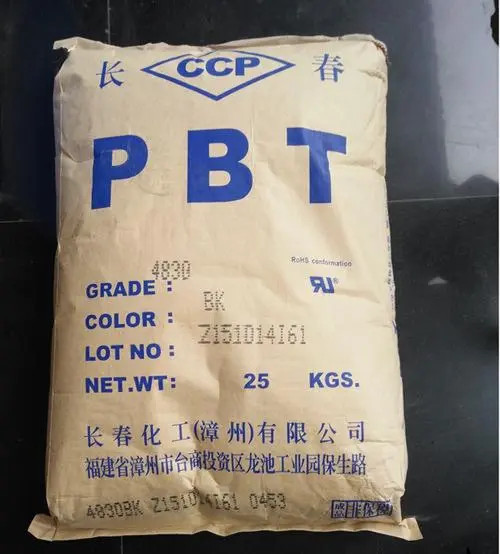 长 CCP 春
PBT
RoHS conformation
GRADE : 4830
COLOR : BK
LOT NO : Z151D14I61
NET.WT: 25 KGS.
长春化工(漳州)有限公司
福建省漳州市台商投资区龙池工业园保生路
4830BK Z151D14I61 0453